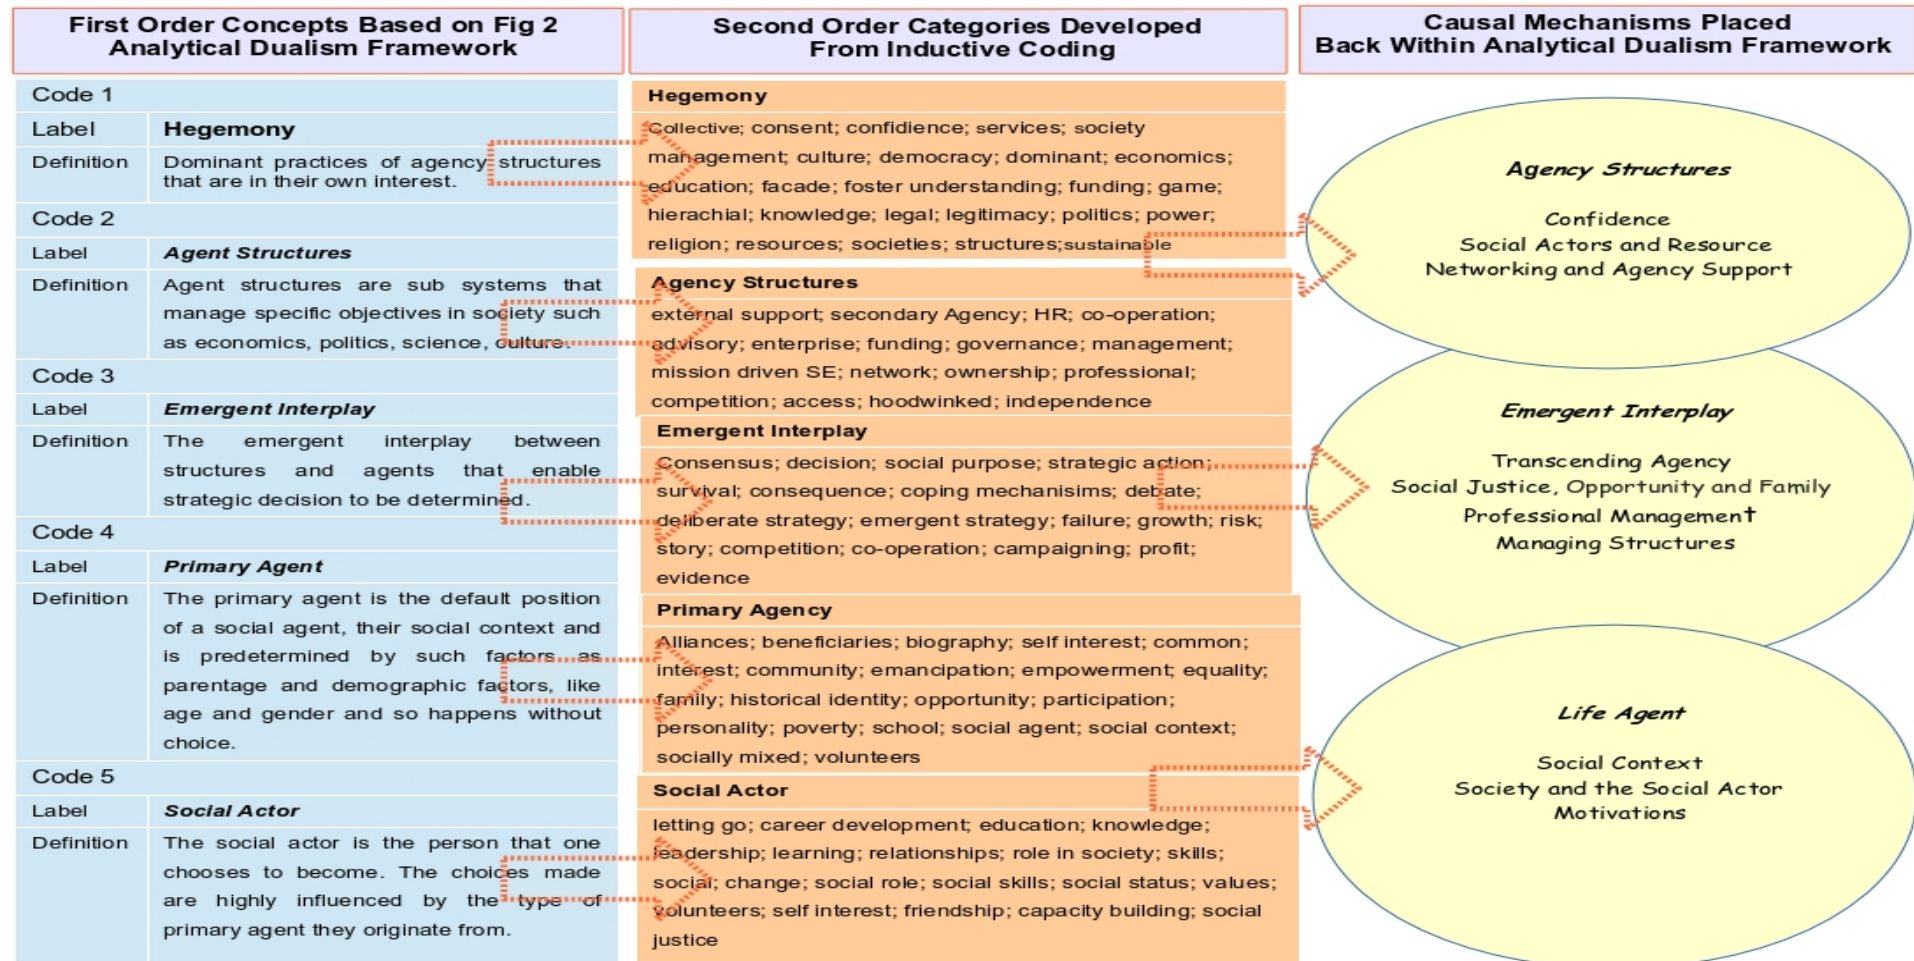 First Order Concepts Based on Fig 2
Analytical Dualism Framework
Code 1
Label Hegemony
Definition Dominant practices of agency structures
that are in their own interest.
Code 2
Label Agent Structures
Definition Agent structures are sub systems that
manage specific objectives in society such
as economics, politics, science, culture.
Code 3
Label Emergent Interplay
Definition The emergent interplay between
structures and agents that enable
strategic decision to be determined.
Code 4
Label Primary Agent
Definition The primary agent is the default position
of a social agent, their social context and
is predetermined by such factors as
parentage and demographic factors, like
age and gender and so happens without
choice.
Code 5
Label Social Actor
Definition The social actor is the person that one
chooses to become. The choices made
are highly influenced by the type of
primary agent they originate from.
Second Order Categories Developed
From Inductive Coding
Hegemony
Collective; consent; confidience; services; society
management; culture; democracy; dominant; economics;
education; facade; foster understanding; funding; game;
hierachial; knowledge; legal; legitimacy; politics; power;
religion; resources; societies; structures;sustainable
Agency Structures
external support; secondary Agency; HR; co-operation;
advisory; enterprise; funding; governance; management;
mission driven SE; network; ownership; professional;
competition; access; hoodwinked; independence
Emergent Interplay
Consensus; decision; social purpose; strategic action;
survival; consequence; coping mechanisims; debate;
deliberate strategy; emergent strategy; failure; growth; risk;
story; competition; co-operation; campaigning; profit;
evidence
Primary Agency
Alliances; beneficiaries; biography; self interest; common;
interest; community; emancipation; empowerment; equality;
family; historical identity; opportunity; participation;
personality; poverty; school; social agent; social context;
socially mixed; volunteers
Social Actor
letting go; career development; education; knowledge;
leadership; learning; relationships; role in society; skills;
social; change; social role; social skills; social status; values;
volunteers; self interest; friendship; capacity building; social
justice
Causal Mechanisms Placed
Back Within Analytical Dualism Framework
Agency Structures
Confidence
Social Actors and Resource
Networking and Agency Support
Emergent Interplay
Transcending Agency
Social Justice, Opportunity and Family
Professional Management
Managing Structures
Life Agent
Social Context
Society and the Social Actor
Motivations